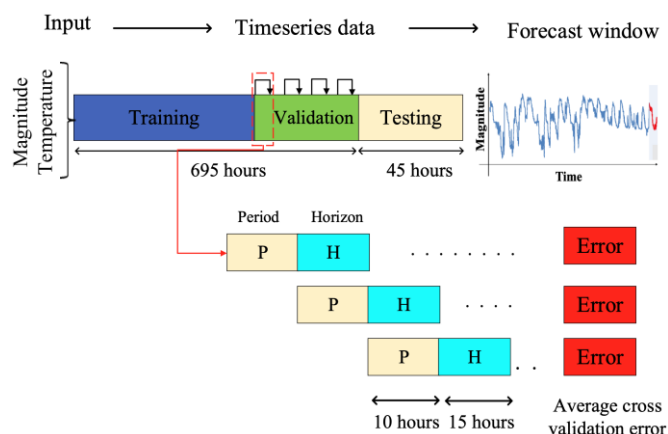 Input
Timeseries data
Forecast window
Magnitude
Temperature
Training
Validation
Testing
695 hours
45 hours
Magnitude
Time
Period
Horizon
P
H
. . . . . . . .
Error
P
H
. . . .
Error
P
H
. .
Error
10 hours
15 hours
Average cross
validation error